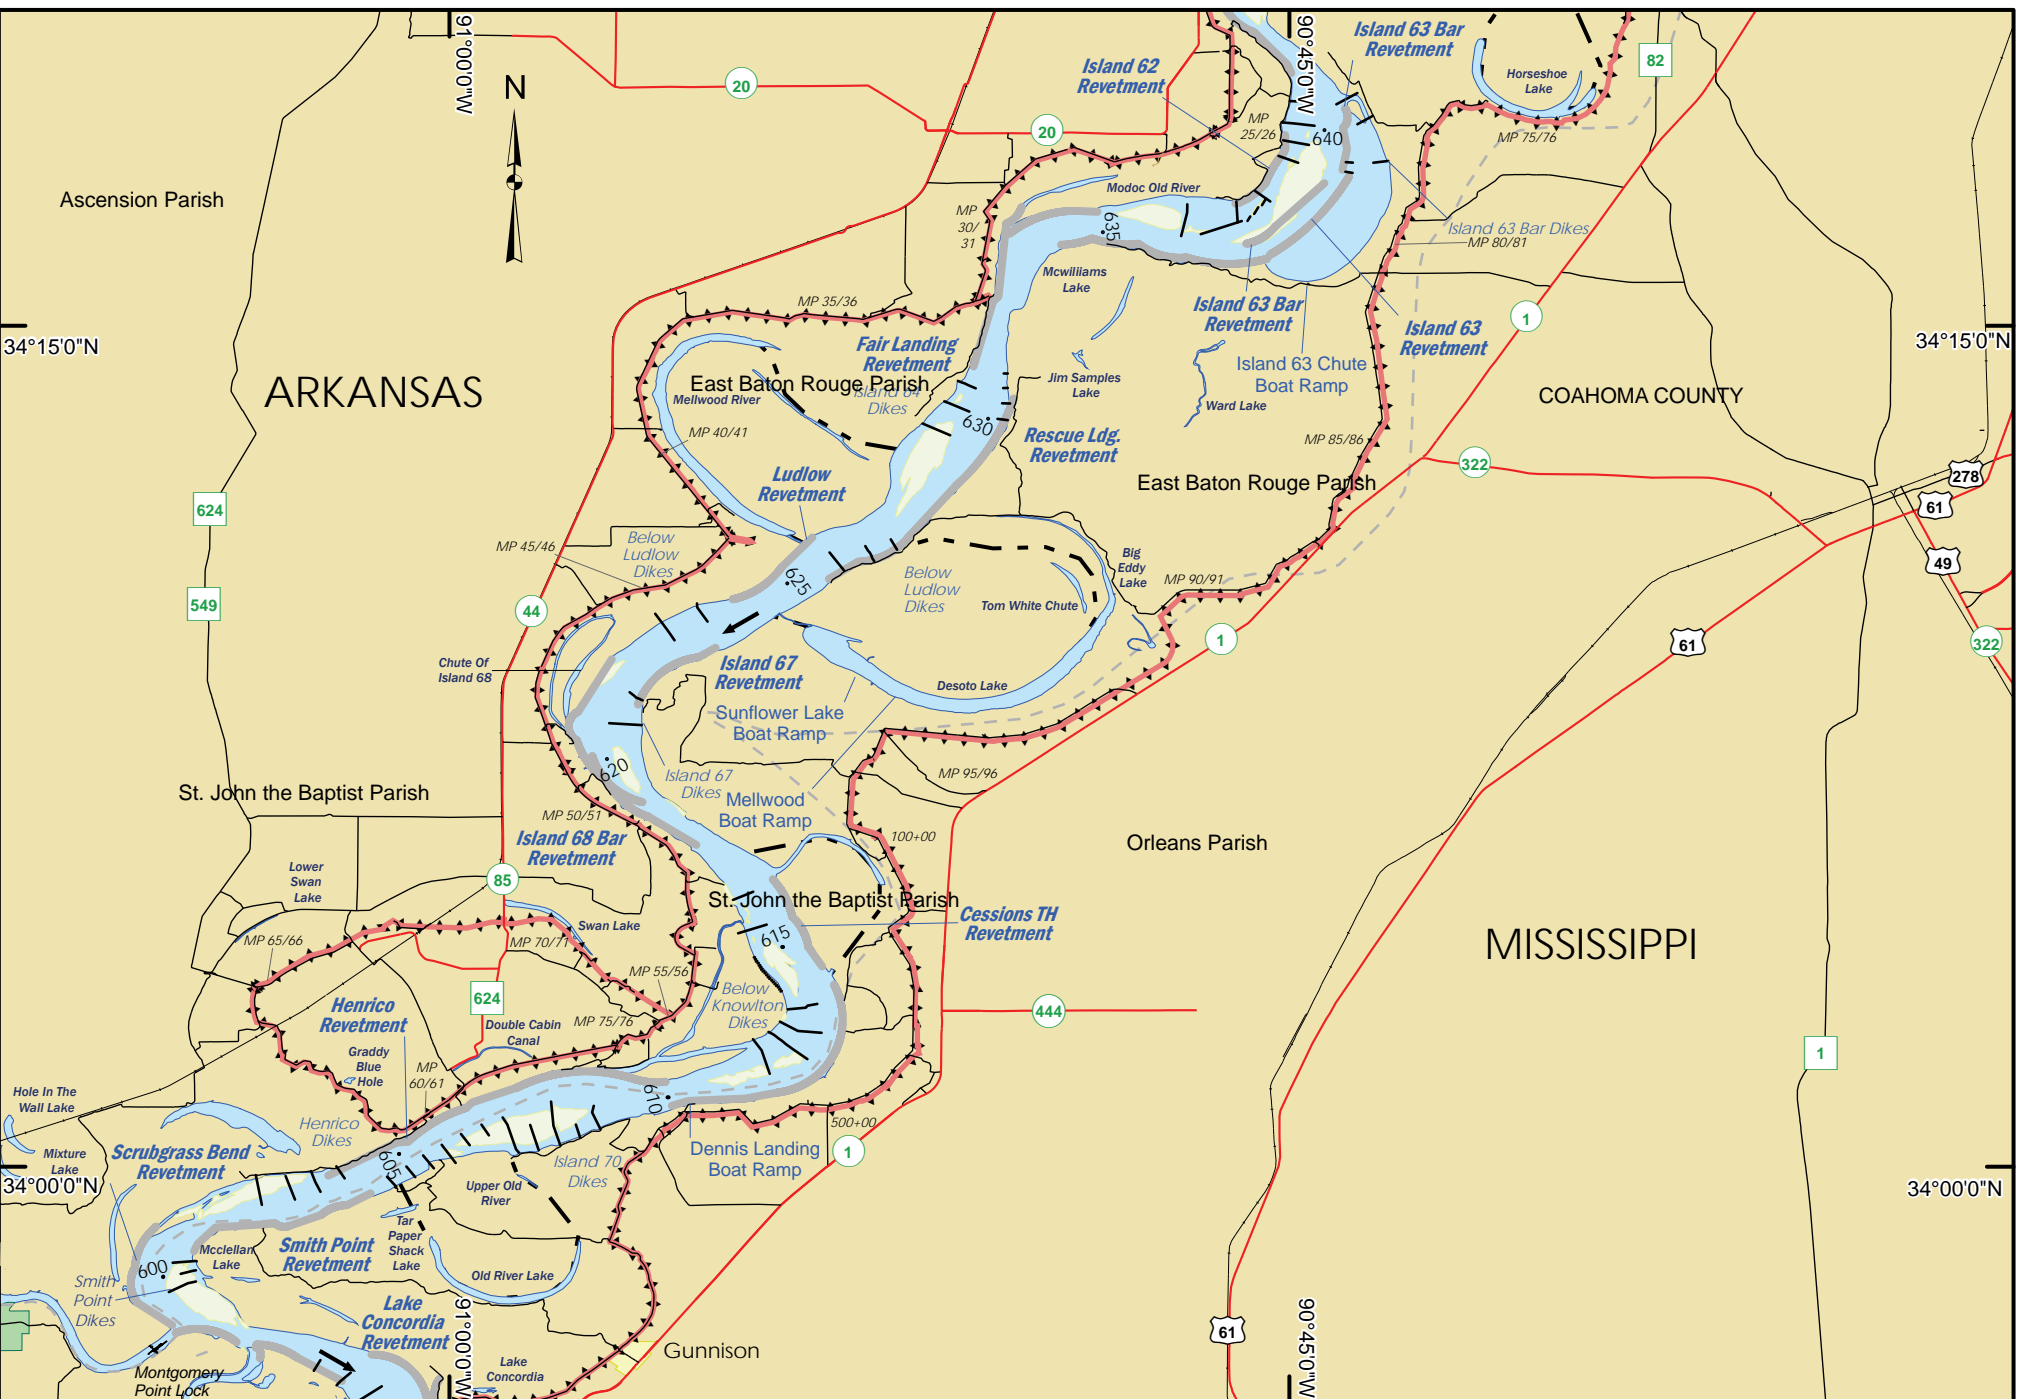 91°00'0"W
90°45'0"W
Island 63 Bar
Revetment
82
Horseshoe
Lake
Island 62
Revetment
20
N
20
MP
25/26
640
MP 75/76
Ascension Parish
Modoc Old River
MP
30/
31
635
Island 63 Bar Dikes
MP 80/81
Mcwilliams
Lake
MP 35/36
Island 63 Bar
Revetment
Island 63
Revetment
1
34°15'0"N
34°15'0"N
Fair Landing
Revetment
East Baton Rouge Parish
Island 64
Dikes
Mellwood River
Jim Samples
Lake
Island 63 Chute
Boat Ramp
Ward Lake
ARKANSAS
COAHOMA COUNTY
630
MP 40/41
Rescue Ldg.
Revetment
MP 85/86
322
Ludlow
Revetment
East Baton Rouge Parish
278
61
624
Below
Ludlow
Dikes
MP 45/46
Big
Eddy
Lake
49
Below
Ludlow
Dikes
625
MP 90/91
549
44
Tom White Chute
1
61
322
Chute Of
Island 68
Island 67
Revetment
Desoto Lake
Sunflower Lake
Boat Ramp
620
Island 67
Dikes
MP 95/96
St. John the Baptist Parish
Mellwood
Boat Ramp
MP 50/51
Island 68 Bar
Revetment
100+00
Orleans Parish
Lower
Swan
Lake
85
St. John the Baptist Parish
Cessions TH
Revetment
Swan Lake
MP 65/66
MP 70/71
615
MISSISSIPPI
MP 55/56
Below
Knowlton
Dikes
624
Henrico
Revetment
444
Double Cabin
Canal
MP 75/76
Graddy
Blue
Hole
MP
60/61
1
Hole In The
Wall Lake
610
Henrico
Dikes
500+00
Scrubgrass Bend
Revetment
Mixture
Lake
605
Island 70
Dikes
Dennis Landing
Boat Ramp
1
34°00'0"N
34°00'0"N
Upper Old
River
Tar
Paper
Shack
Lake
Mcclellan
Lake
Smith Point
Revetment
600
Old River Lake
Smith
Point
Dikes
Lake
Concordia
Revetment
91°00'0"W
90°45'0"W
61
Gunnison
Lake
Concordia
Montgomery
Point Lock